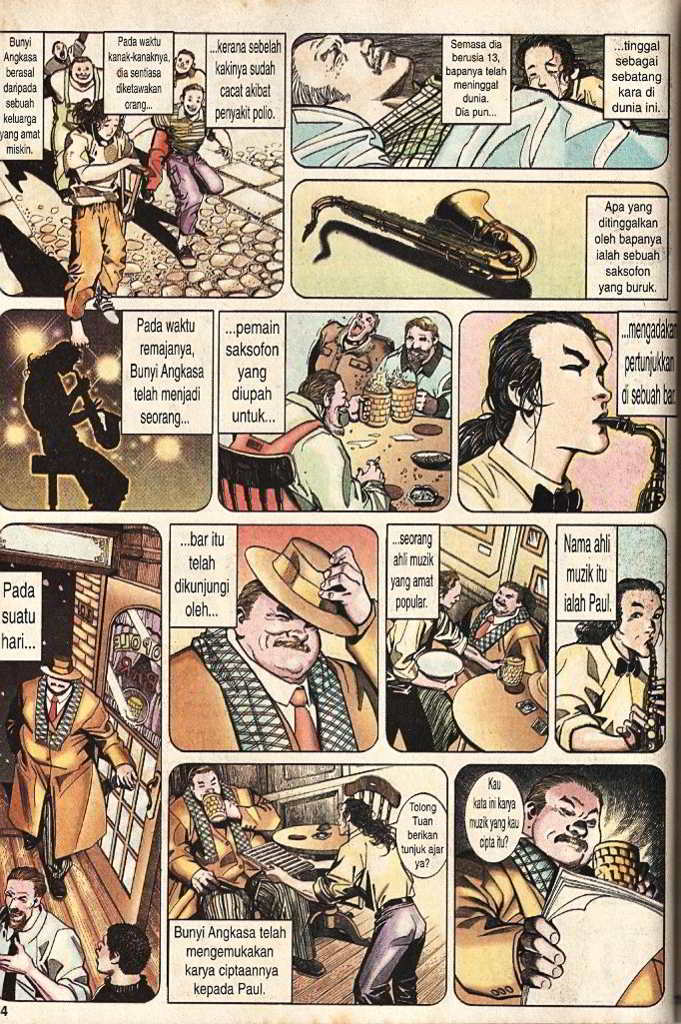 Bunyi
Angkasa
berasal
daripada
sebuah
keluarga
yang amat
miskin.
Pada waktu
kanak-kanaknya,
dia sentiasa
diketawakan
orang...
...kerana sebelah
kakinya sudah
cacat akibat
penyakit polio.
Semasa dia
berusia 13,
bapanya telah
meninggal
dunia.
Dia pun...
...tinggal
sebagai
sebatang
kara di
dunia ini.
Apa yang
ditinggalkan
oleh bapanya
ialah sebuah
saksofon
yang buruk.
Pada waktu
remajanya,
Bunyi Angkasa
telah menjadi
seorang...
...pemain
saksofon
yang
diupah
untuk...
...mengadakan
pertunjukkan
di sebuah bar.
Pada
suatu
hari...
...bar itu
telah
dikunjungi
oleh...
...seorang
ahli muzik
yang amat
popular.
Nama ahli
muzik itu
ialah Paul.
Tolong
Tuan
berikan
tunjuk ajar
ya?
Bunyi Angkasa telah
mengemukakan
karya ciptaannya
kepada Paul.
Kau
kata ini karya
muzik yang kau
cipta itu?
4